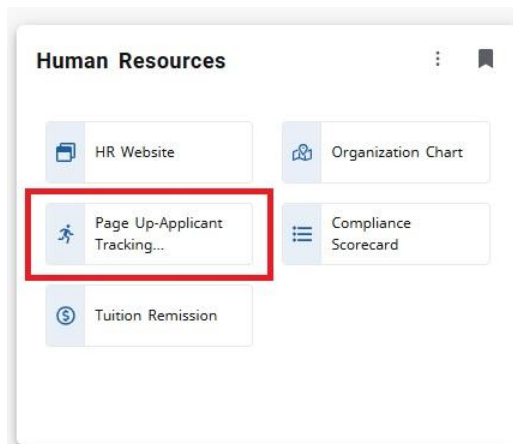 Human Resources
HR Website
Organization Chart
Page Up-Applicant
Tracking...
Compliance
Scorecard
Tuition Remission